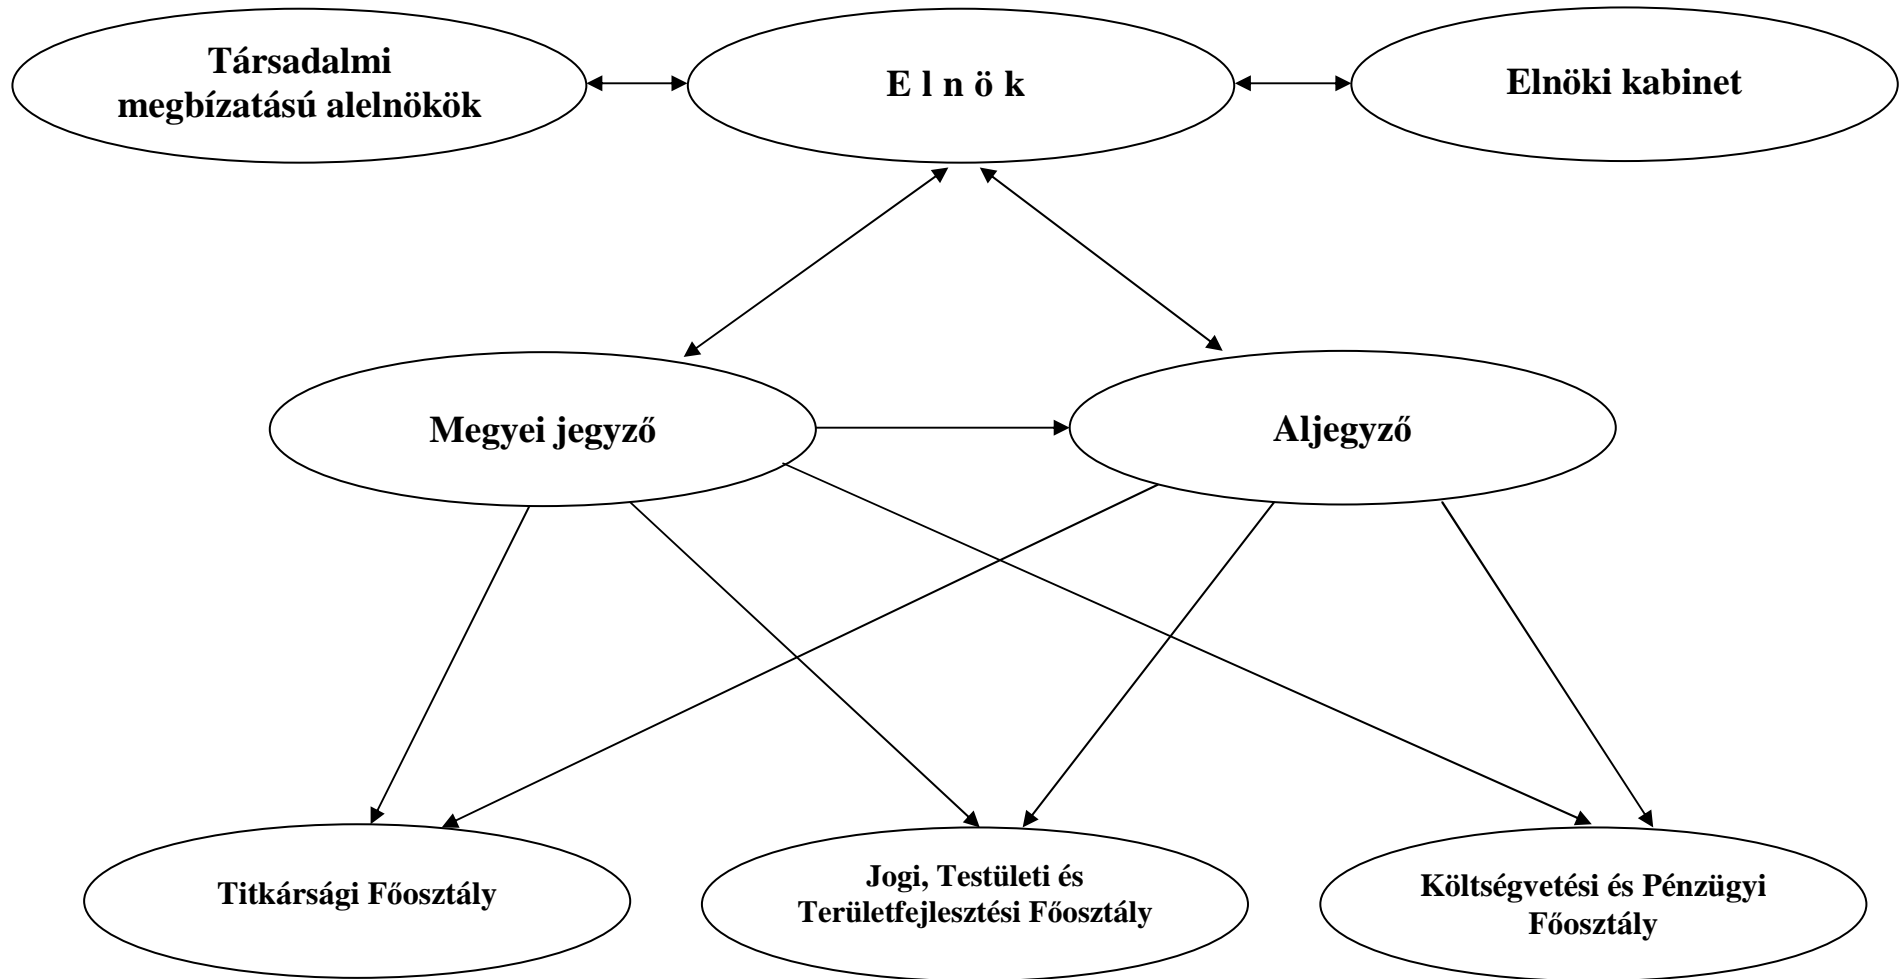 Társadalmi
megbízatású alelnökök
E l n ö k
Elnöki kabinet
Megyei jegyző
Aljegyző
Titkársági Főosztály
Jogi, Testületi és
Területfejlesztési Főosztály
Költségvetési és Pénzügyi
Főosztály